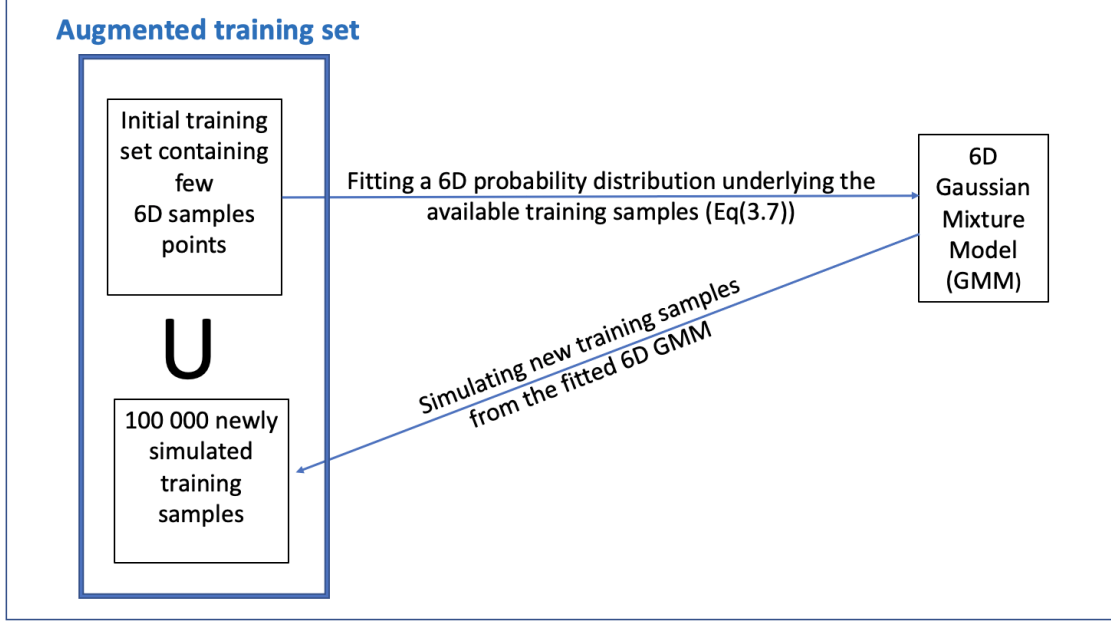 Augmented training set
Initial training
set containing
few
6D samples
points
U
100 000 newly
simulated
training
samples
Fitting a 6D probability distribution underlying the
available training samples (Eq(3.7))
6D
Gaussian
Mixture
Model
(GMM)
Simulating new training samples
from the fitted 6D GMM